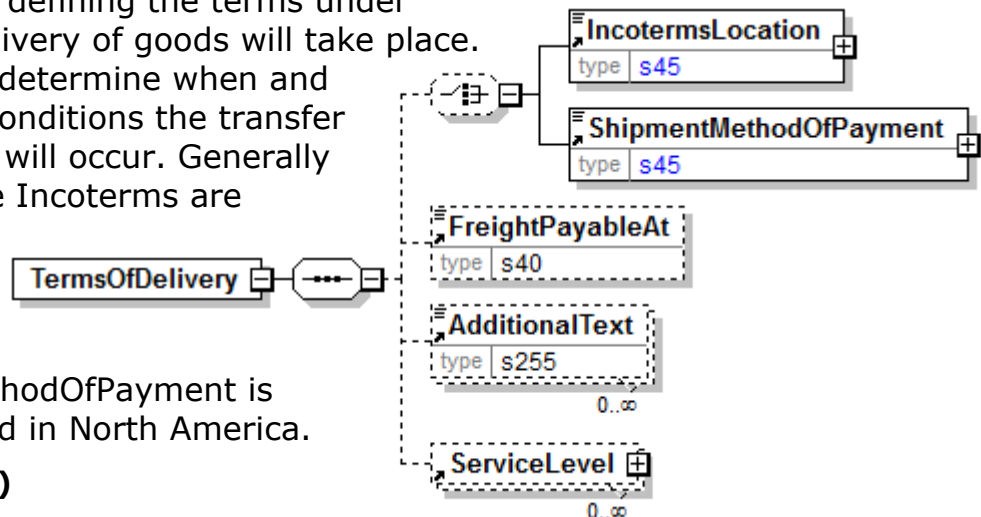 defining the terms under
livery of goods will take place.
determine when and
onditions the transfer
will occur. Generally
e Incoterms are
hodOfPayment is
d in North America.
)
TermsOfDelivery
IncotermsLocation
type s45
ShipmentMethodOfPayment
type s45
FreightPayableAt
type s40
AdditionalText
type s255
0..∞
ServiceLevel
0..∞